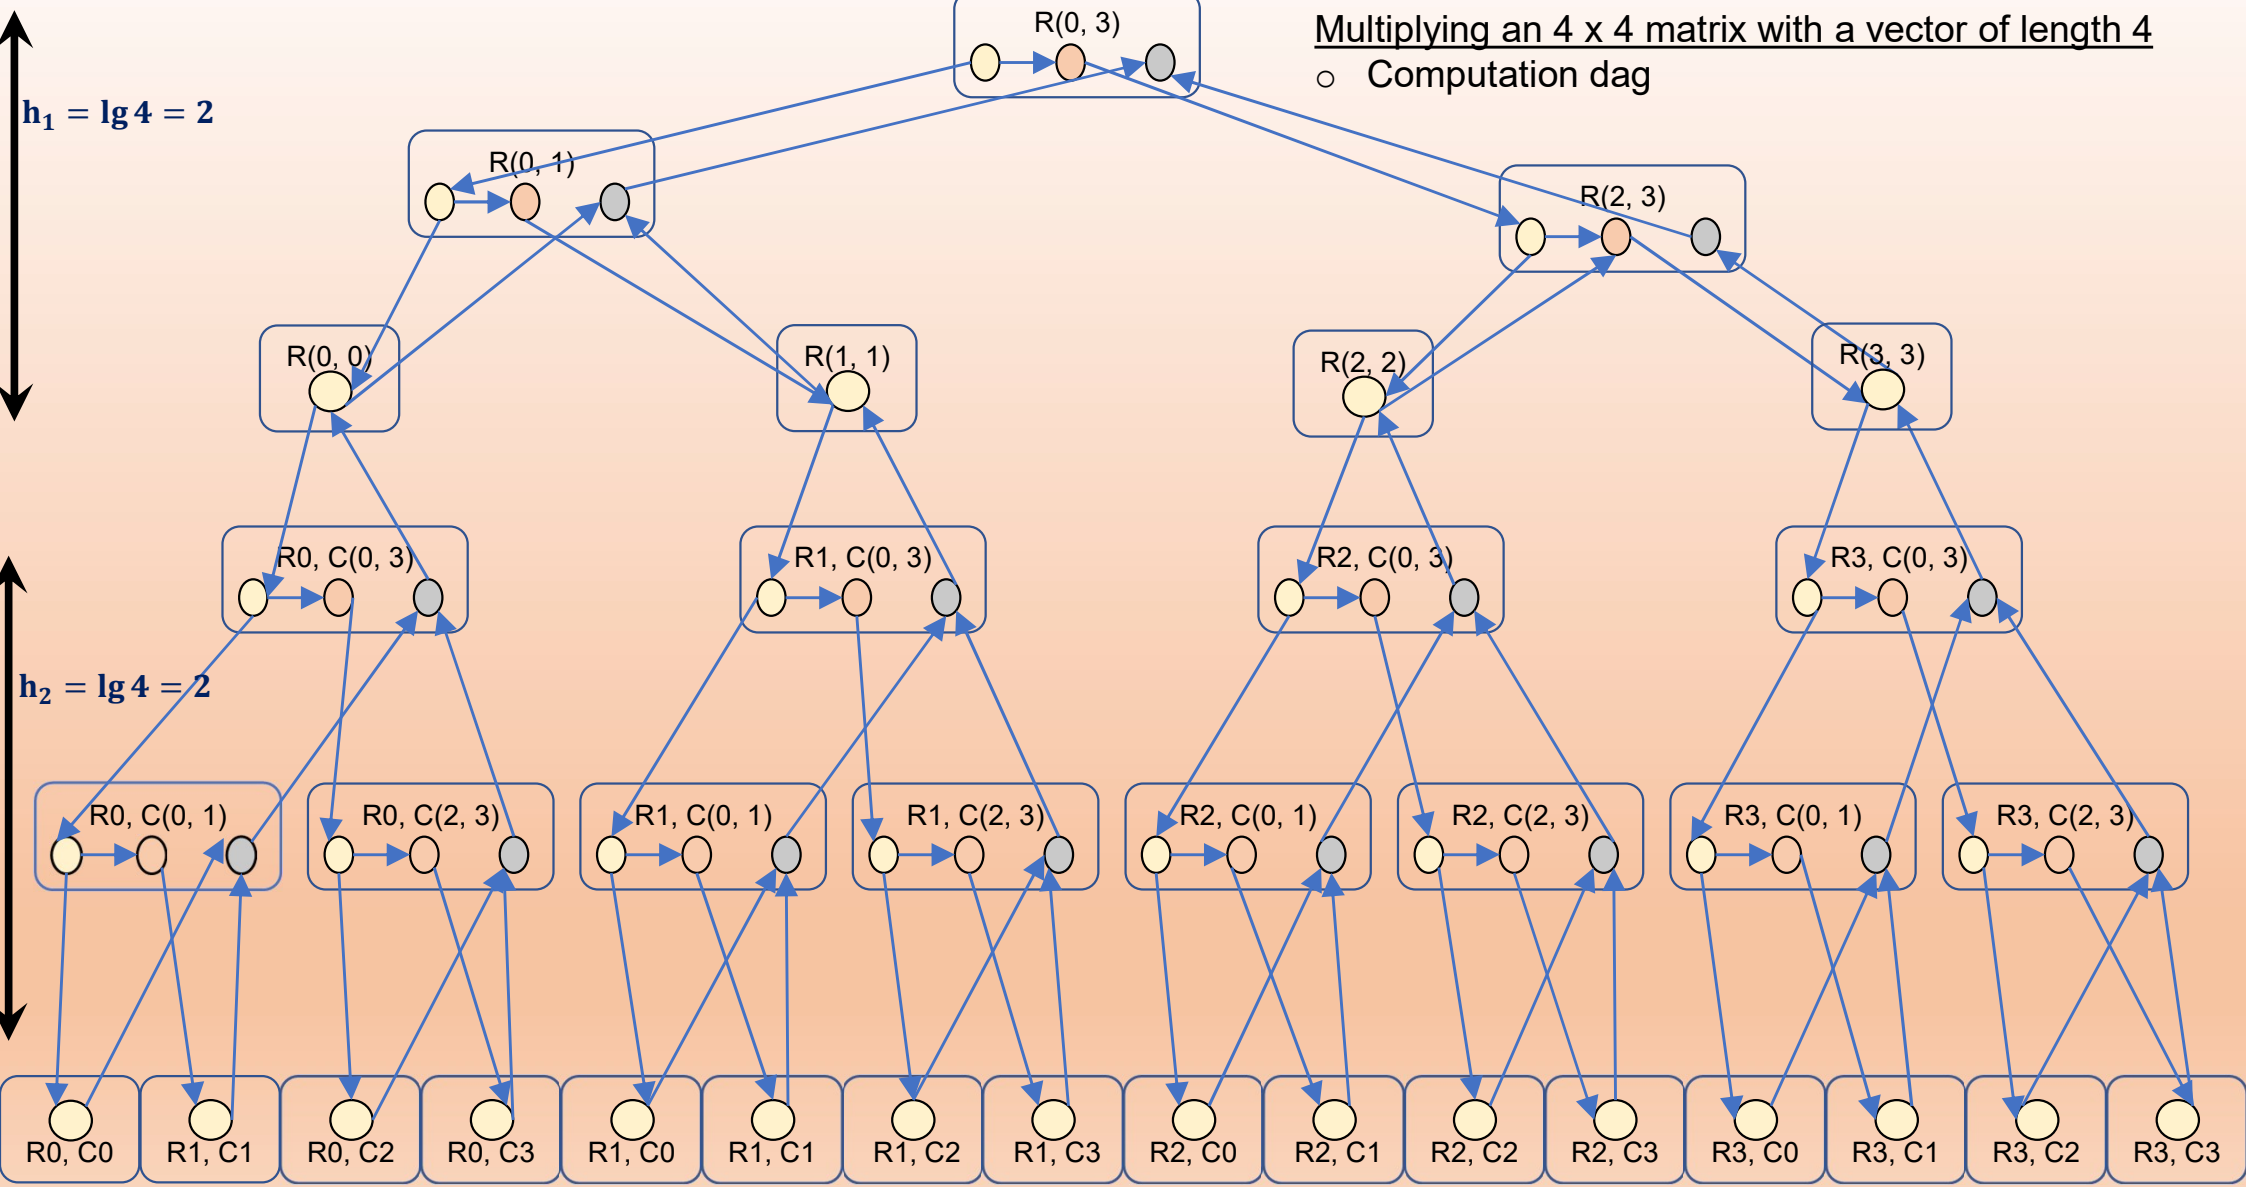 R(0, 3)
Multiplying an 4 x 4 matrix with a vector of length 4
o Computation dag
h₁ = lg 4 = 2
R(0, 1)
R(2, 3)
R(0, 0)
R(1, 1)
R(2, 2)
R(3, 3)
R0, C(0, 3)
R1, C(0, 3)
R2, C(0, 3)
R3, C(0, 3)
h₂ = lg 4 = 2
R0, C(0, 1)
R0, C(2, 3)
R1, C(0, 1)
R1, C(2, 3)
R2, C(0, 1)
R2, C(2, 3)
R3, C(0, 1)
R3, C(2, 3)
R0, C0
R1, C1
R0, C2
R0, C3
R1, C0
R1, C1
R1, C2
R1, C3
R2, C0
R2, C1
R2, C2
R2, C3
R3, C0
R3, C1
R3, C2
R3, C3